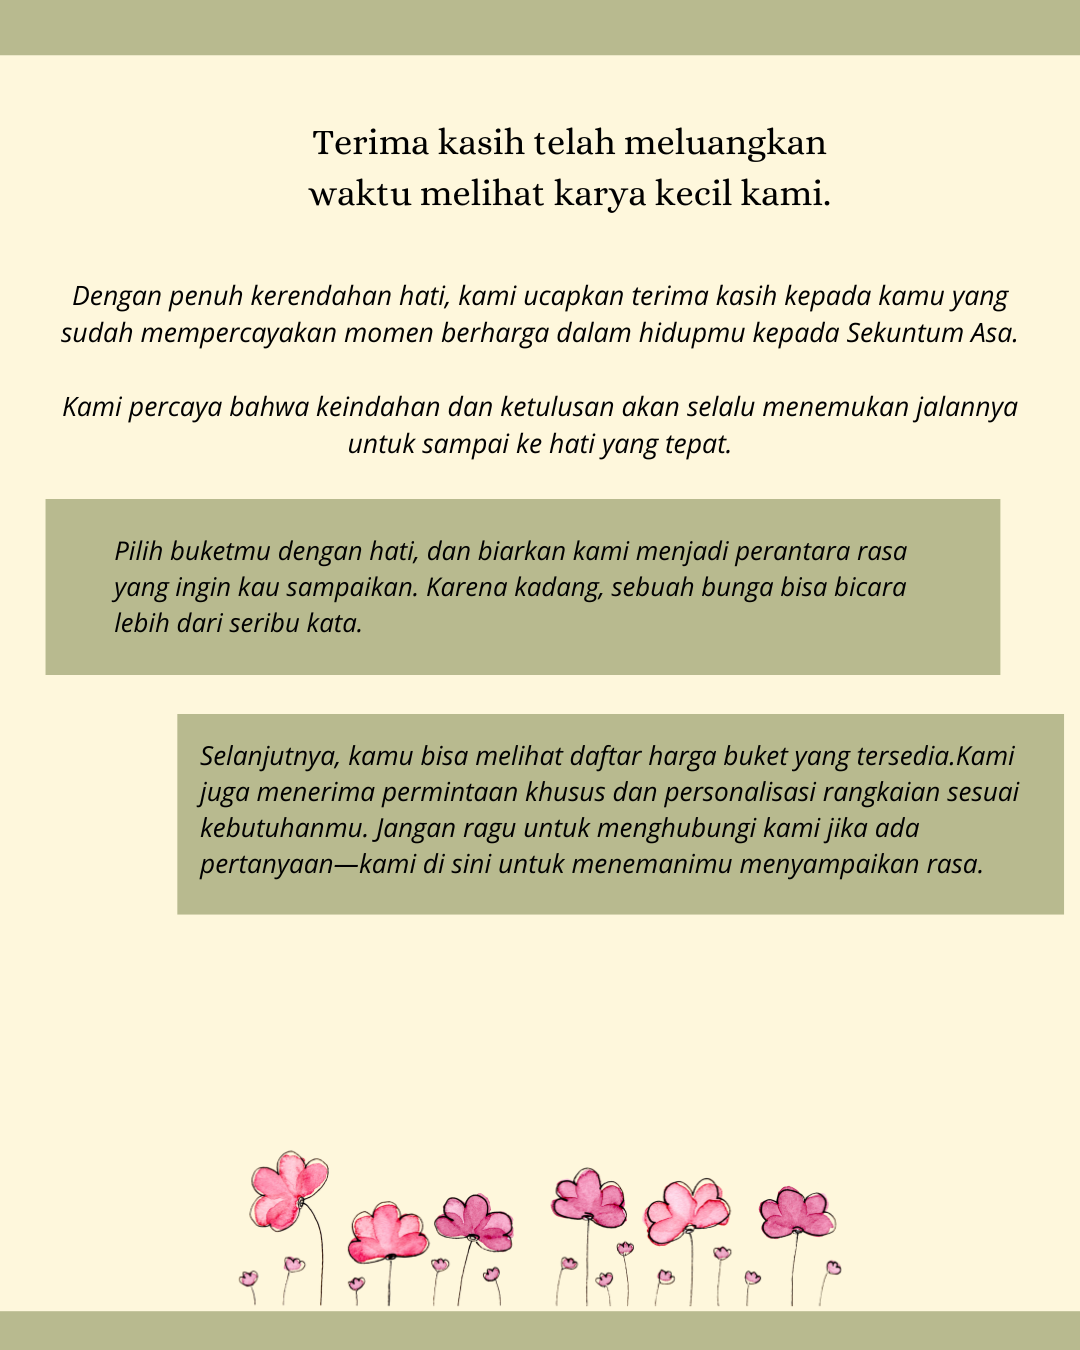 Terima kasih telah meluangkan
waktu melihat karya kecil kami.
Dengan penuh kerendahan hati, kami ucapkan terima kasih kepada kamu yang
sudah mempercayakan momen berharga dalam hidupmu kepada Sekuntum Asa.
Kami percaya bahwa keindahan dan ketulusan akan selalu menemukan jalannya
untuk sampai ke hati yang tepat.
Pilih buketmu dengan hati, dan biarkan kami menjadi perantara rasa
yang ingin kau sampaikan. Karena kadang, sebuah bunga bisa bicara
lebih dari seribu kata.
Selanjutnya, kamu bisa melihat daftar harga buket yang tersedia.Kami
juga menerima permintaan khusus dan personalisasi rangkaian sesuai
kebutuhanmu. Jangan ragu untuk menghubungi kami jika ada
pertanyaan—kami di sini untuk menemanimu menyampaikan rasa.